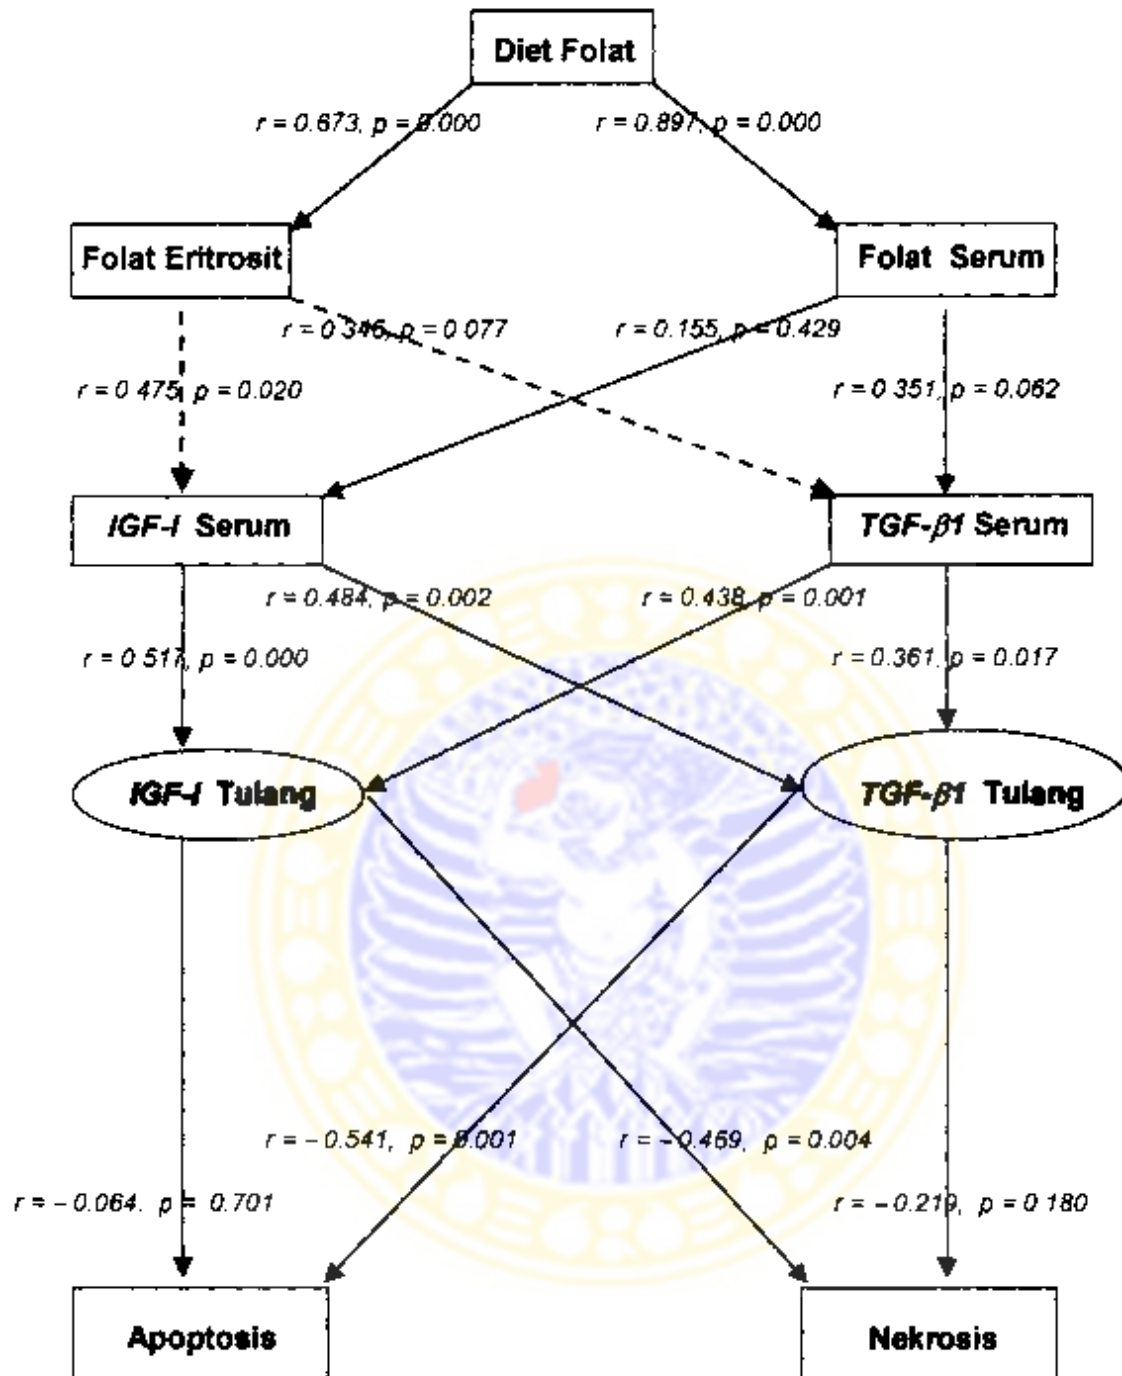 Diet Folat
r = 0.673, p = 0.000
r = 0.897, p = 0.000
Folat Eritrosit
Folat Serum
r = 0 346, p = 0.077
r = 0.155, p = 0.429
r = 0 475, p = 0.020
r = 0 351, p = 0.062
IGF-I Serum
TGF-β1 Serum
r = 0.484, p = 0.002
r = 0.438, p = 0.001
r = 0 517, p = 0.000
r = 0.361, p = 0.017
IGF-I Tulang
TGF-β1 Tulang
r = – 0.541, p = 0.001
r = – 0.469, p = 0.004
r = – 0.064. p = 0.701
r = – 0.219, p = 0 180
Apoptosis
Nekrosis